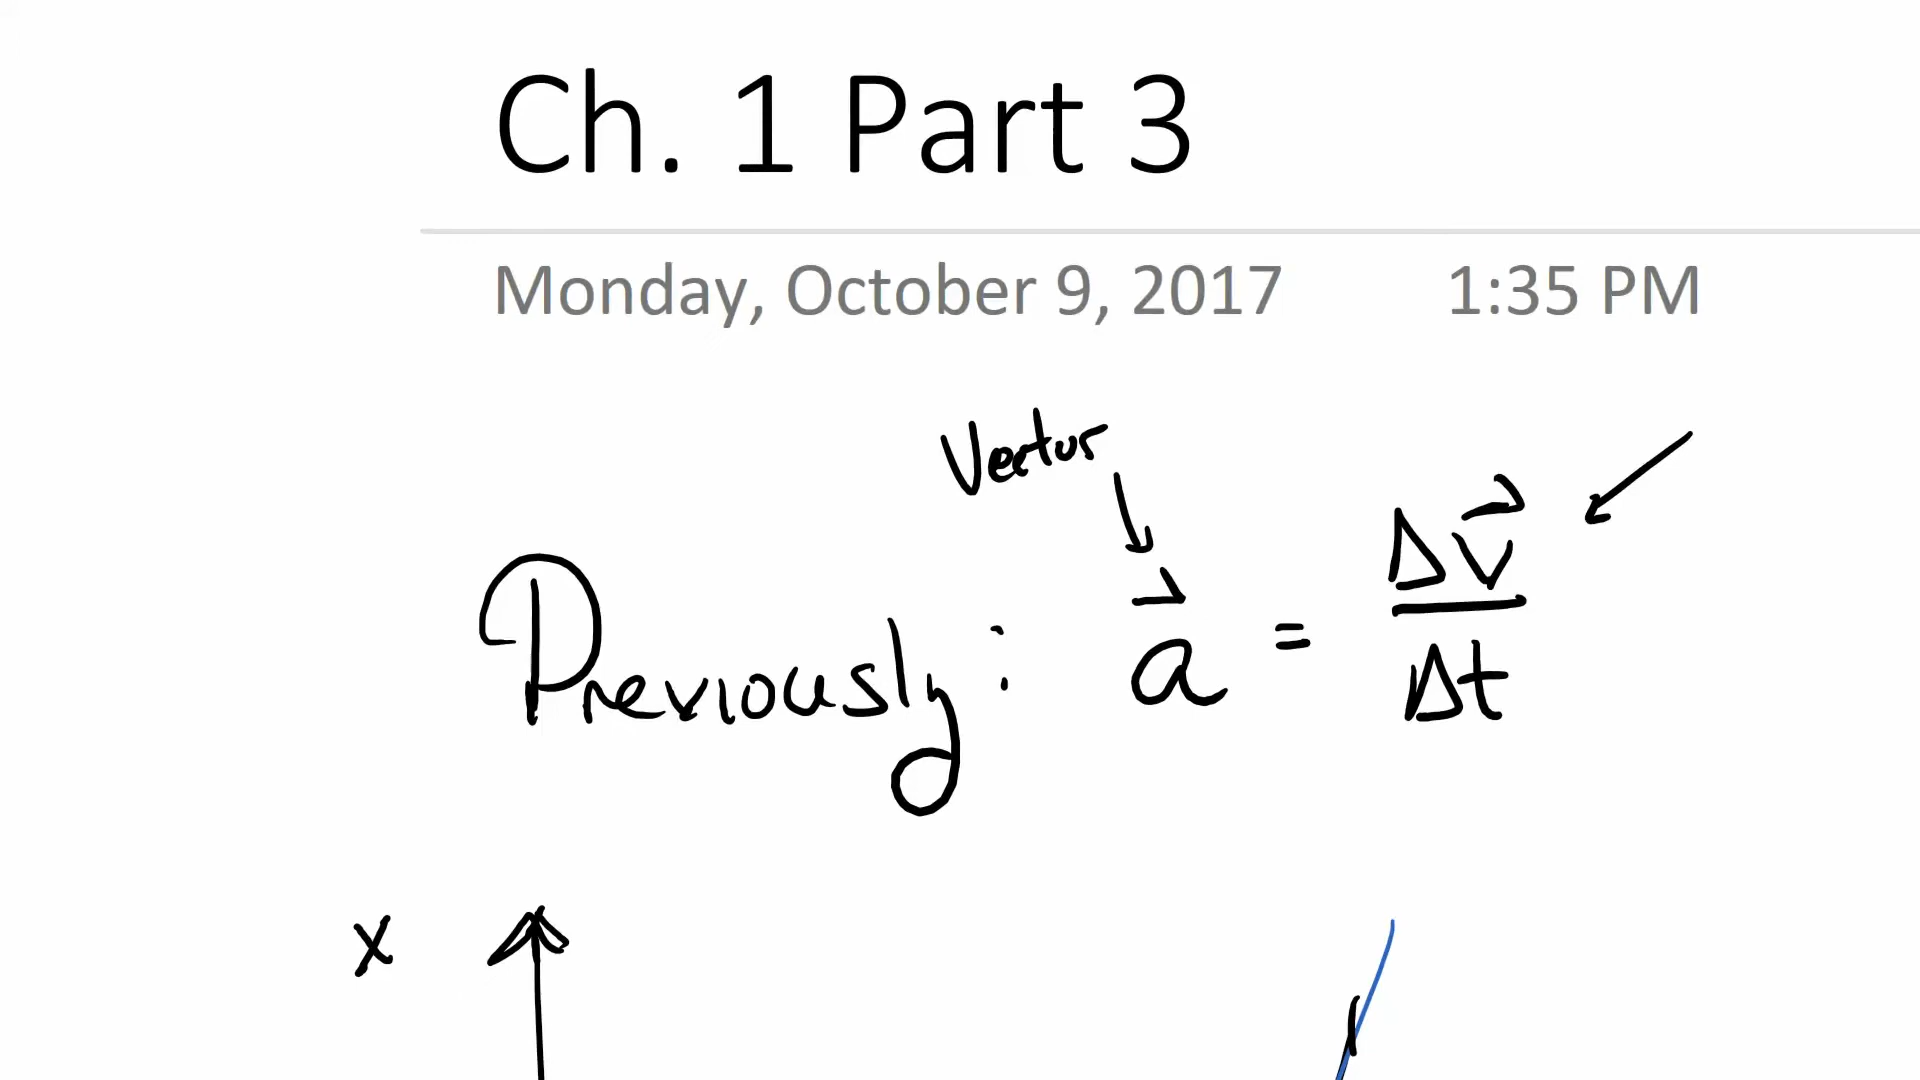 Ch. 1 Part 3
Monday, October 9, 2017 1:35 PM
Vector
Previously: a⃗ = Δv⃗/Δt
x